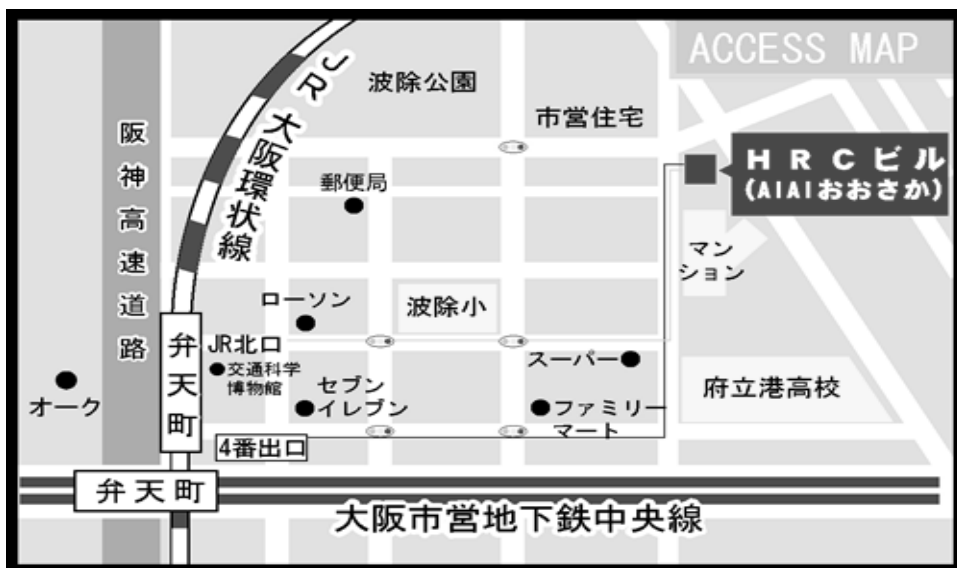 ACCESS MAP
波除公園
市営住宅
JR大阪環状線
阪神高速道路
HRCビル
(AIAIおおさか)
郵便局
マン
ション
ローソン
波除小
弁天町
JR北口
交通科学
博物館
スーパー
オーク
セブン
イレブン
ファミリー
マート
府立港高校
4番出口
弁天町
大阪市営地下鉄中央線